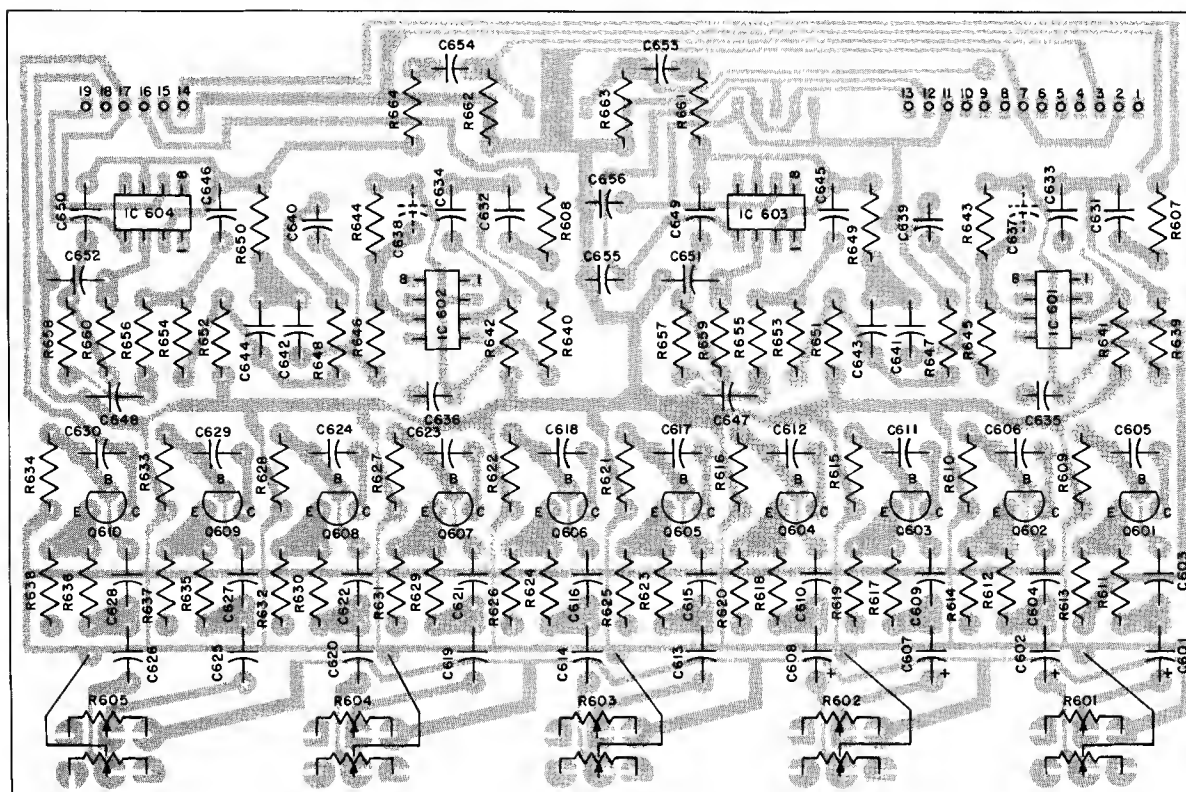 C654 C653
R664 R662 R663 R661
19 18 17 16 15 14 13 12 11 10 9 8 7 6 5 4 3 2 1
C650 IC 604 8 1 C646 R650 C640 R644 C638 C634 C632 R608 C656 C649 IC 603 8 1 C645 R649 C639 R643 C637 C633 C631 R607
C652 8 1 C655 C651 8 1
R658 R660 R656 R654 R652 C644 C642 R648 R646 IC 602 R642 R640 R657 R659 R655 R653 R651 C643 C641 R647 R645 IC 601 R641 R639
C648 C636 C647 C635
C630 C629 C624 C623 C618 C617 C612 C611 C606 C605
R634 R633 R628 R627 R622 R621 R616 R615 R610 R609
B B B B B B B B B B
E C E C E C E C E C E C E C E C E C E C
Q610 Q609 Q608 Q607 Q606 Q605 Q604 C603 Q602 Q601
R638 R636 C628 R637 R635 C627 R632 R630 C622 R631 R629 C621 R626 R624 C616 R625 R623 C615 R620 R618 C610 R619 R617 C609 R614 R612 C604 R613 R611 C603
C626 C625 C620 C619 C614 C613 C608 C607 C602 C601
+ + + +
R605 R604 R603 R602 R601